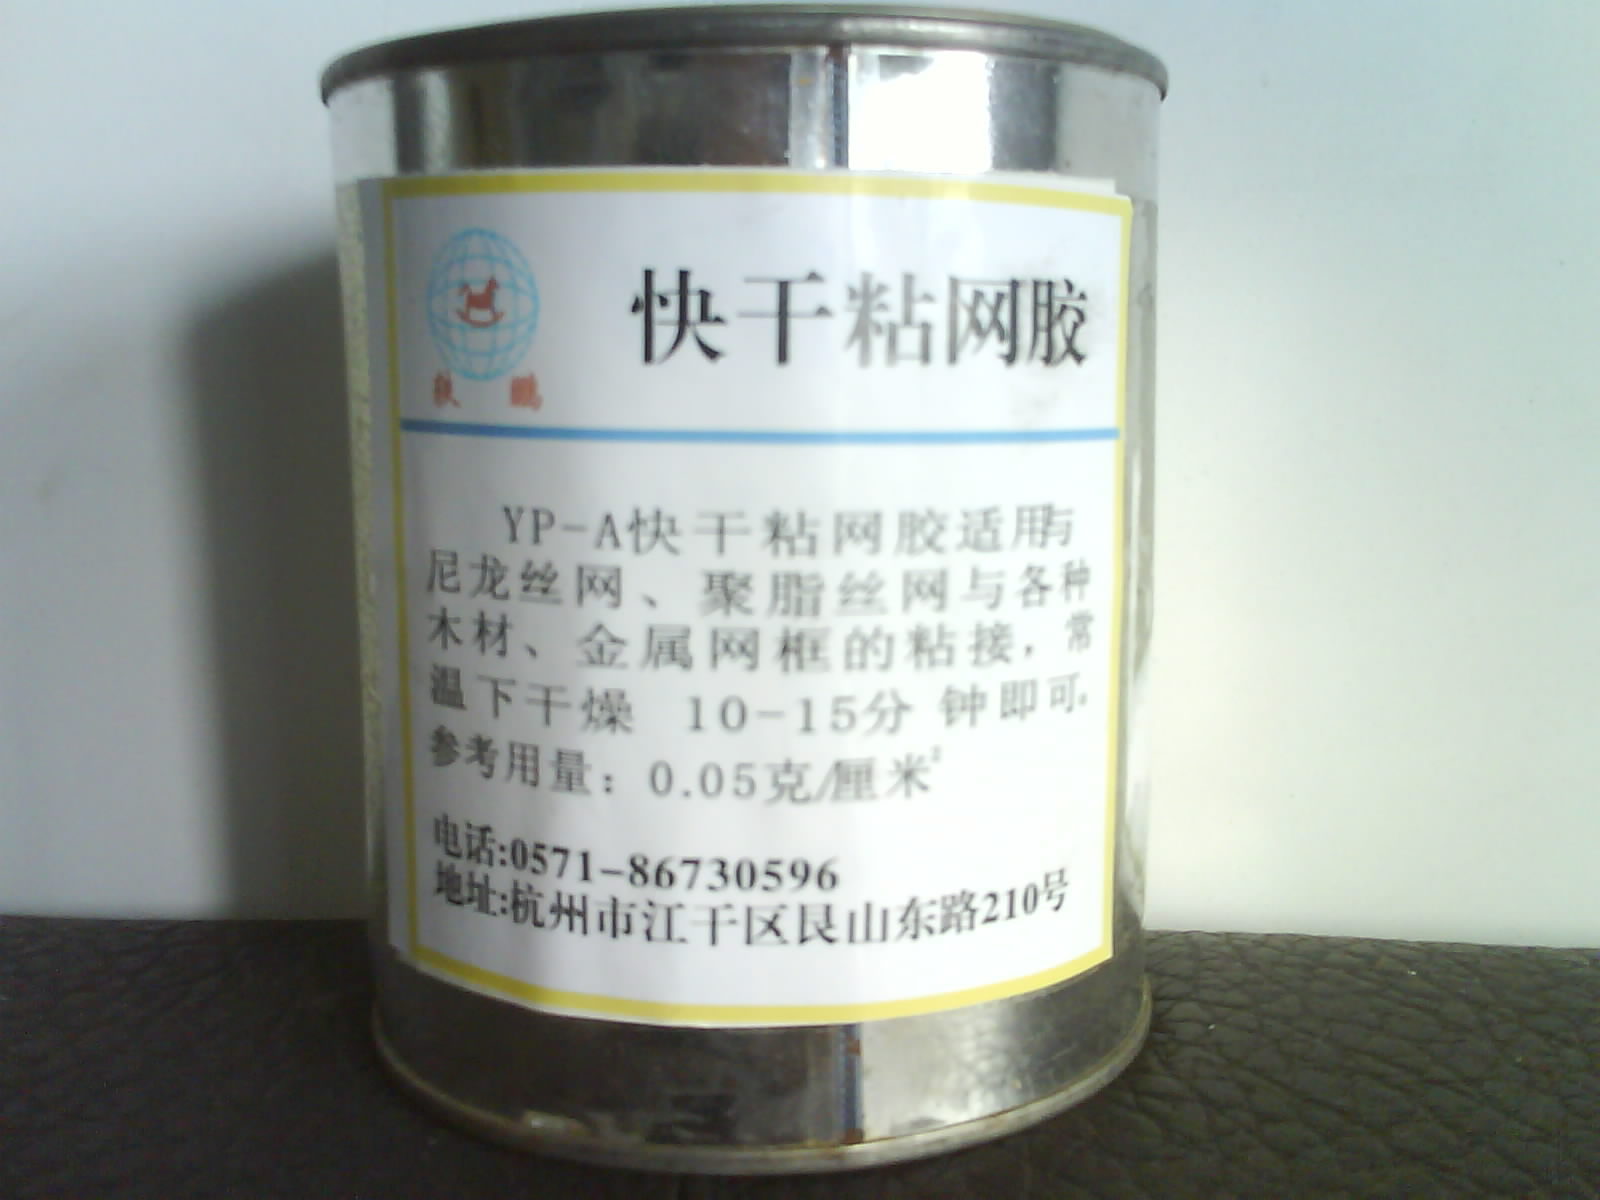 快干粘网胶
鹏
YP-A快干粘网胶适用与
尼龙丝网、聚脂丝网与各种
木材、金属网框的粘接，常
温下干燥 10-15分钟即可.
参考用量：0.05克/厘米²
电话:0571-86730596
地址:杭州市江干区艮山东路210号